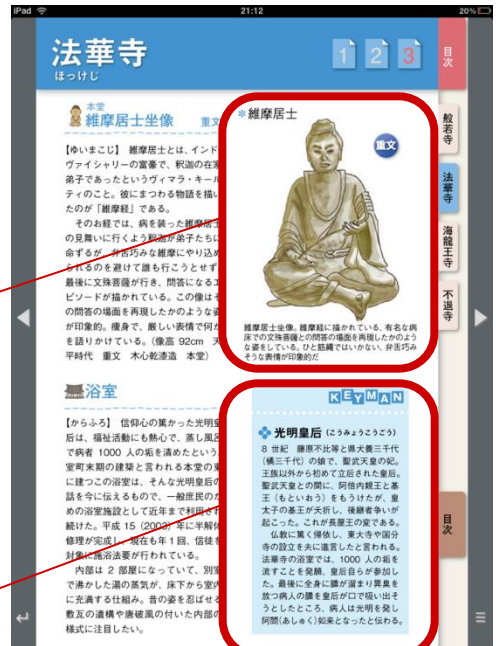 iPad
21:12
20%
法華寺
ほっけじ
1 2 3
目次
般若寺
法華寺
海龍王寺
不退寺
目次
本堂
維摩居士坐像 重文
【ゆいまこじ】 維摩居士とは、インド
ヴァイシャリーの富豪で、釈迦の在家
弟子であったというヴィマラ・キール
ティのこと。彼にまつわる物語を描い
たのが「維摩経」である。
そのお経では、病を装った維摩居士
の見舞いに行くよう釈迦が弟子たちに
命ずるが、弁舌巧みな維摩にやり込め
られるのを避けて誰も行こうとせず、
最後に文殊菩薩が行き、問答になるエ
ピソードが描かれている。この像はそ
の問答の場面を再現したかのような姿
が印象的。痩身で、厳しい表情で何か
を語りかけている。(像高 92cm 天
平時代 重文 木心乾漆造 本堂)
*維摩居士
重文
維摩居士坐像。維摩経に描かれている、有名な病
床での文殊菩薩との問答の場面を再現したかのよう
な姿をしている。ひと筋縄ではいかない、弁舌巧み
そうな表情が印象的だ
浴室
【からふろ】 信仰心の篤かった光明皇
后は、福祉活動にも熱心で、蒸し風呂
で病者 1000 人の垢を清めたという。
室町末期の建築と言われる本堂の東
に建つこの浴室は、そんな光明皇后の
話を今に伝えるもので、一般庶民のた
めの浴室施設として近年まで利用され
続けた。平成 15 (2003) 年に半解体
修理が完成し、現在も年 1 回、信徒を
対象に施浴法要が行われている。
内部は 2 部屋になっていて、別室
で沸かした湯の蒸気が、床下から室内
に充満する仕組み。昔の姿を忍ばせる
敷瓦の遺構や唐破風の付いた内部の
様式に注目したい。
KEYMAN
光明皇后 (こうみょうこうごう)
8 世紀 藤原不比等と県犬養三千代
(橘三千代) の娘で、聖武天皇の妃。
王族以外から初めて立后された皇后。
聖武天皇との間に、阿倍内親王と基
王 (もといおう) をもうけたが、皇
太子の基王が夭折し、後継者争いが
起こった。これが長屋王の変である。
仏教に篤く帰依し、東大寺や国分
寺の設立を夫に進言したと言われる。
法華寺の浴室では、1000 人の垢を
流すことを発願、皇后自らが参加し
た。最後に全身に膿が溜まり異臭を
放つ病人の膿を皇后が口で吸い出そ
うとしたところ、病人は光明を発し
阿閦(あしゅく)如来となったと伝わる。